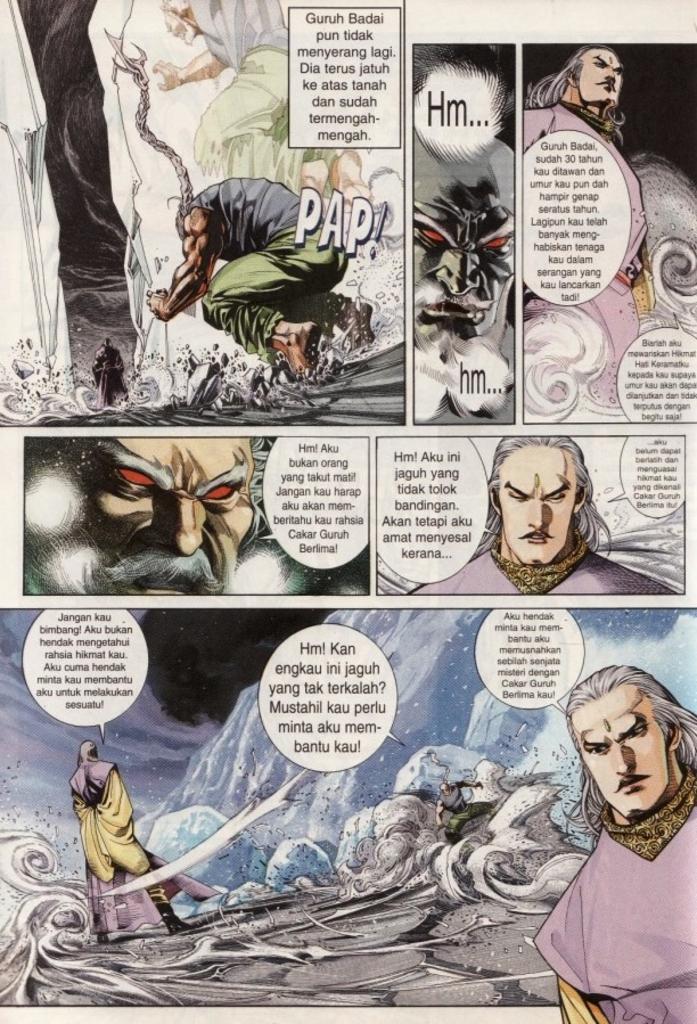 Guruh Badai
pun tidak
menyerang lagi.
Dia terus jatuh
ke atas tanah
dan sudah
termengah-
mengah.
PAP!
Hm...
hm...
Guruh Badai,
sudah 30 tahun
kau ditawan dan
umur kau pun dah
hampir genap
seratus tahun.
Lagipun kau telah
banyak meng-
habiskan tenaga
kau dalam
serangan yang
kau lancarkan
tadi!
Biarlah aku
mewariskan Hikmat
Hati Keramatku
kepada kau supaya
umur kau akan dapat
dilanjutkan dan tidak
terputus dengan
begitu saja!
Hm! Aku
bukan orang
yang takut mati!
Jangan kau harap
aku akan mem-
beritahu kau rahsia
Cakar Guruh
Berlima!
Hm! Aku ini
jaguh yang
tidak tolok
bandingan.
Akan tetapi aku
amat menyesal
kerana...
...aku
belum dapat
berlatih dan
menguasai
hikmat kau
yang dikenali
Cakar Guruh
Berlima itu!
Jangan kau
bimbang! Aku bukan
hendak mengetahui
rahsia hikmat kau.
Aku cuma hendak
minta kau membantu
aku untuk melakukan
sesuatu!
Hm! Kan
engkau ini jaguh
yang tak terkalah?
Mustahil kau perlu
minta aku mem-
bantu kau!
Aku hendak
minta kau mem-
bantu aku
memusnahkan
sebilah senjata
misteri dengan
Cakar Guruh
Berlima kau!